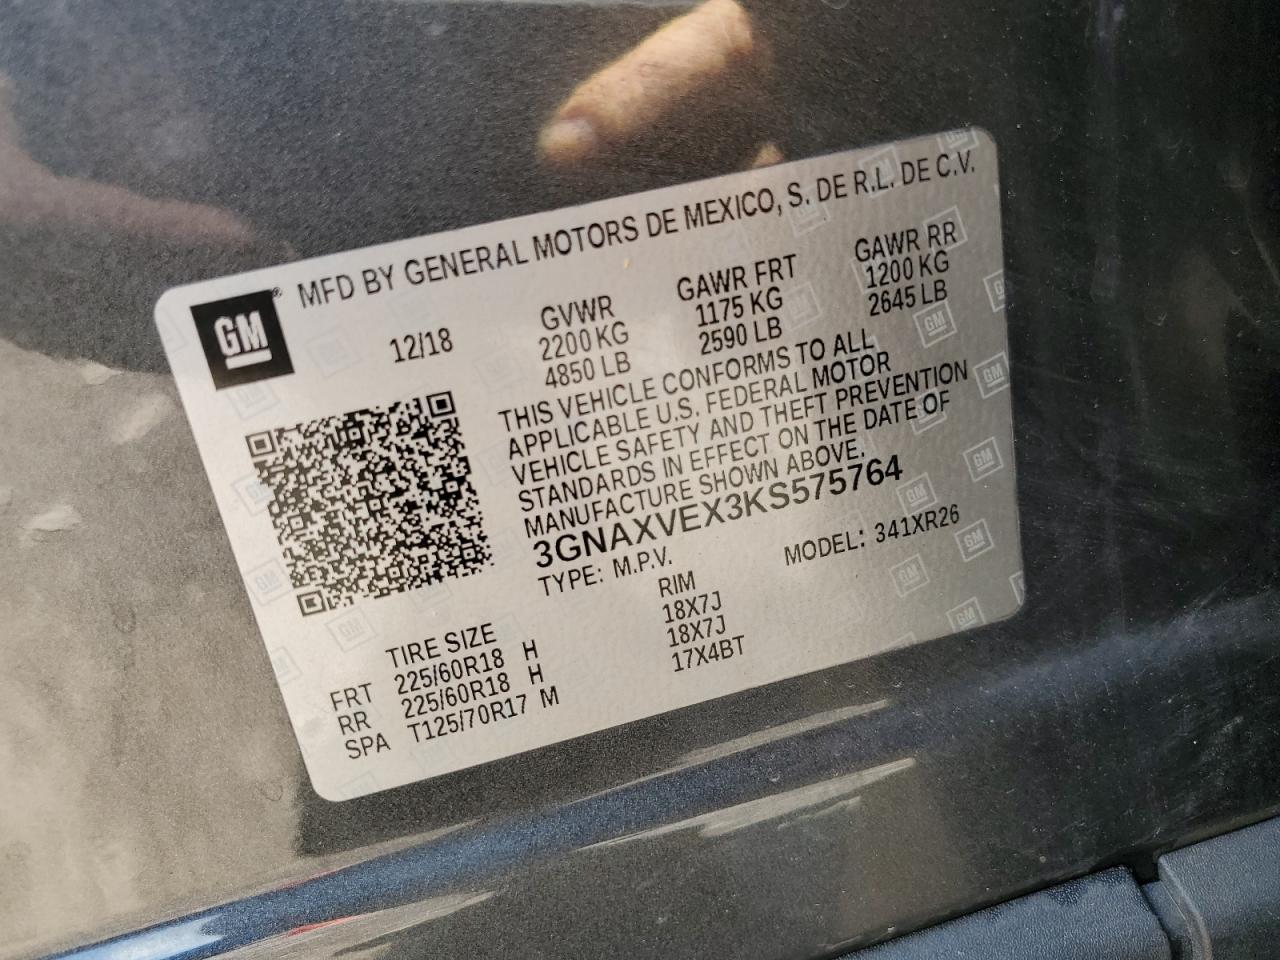 GM ® MFD BY GENERAL MOTORS DE MEXICO, S. DE R.L. DE C.V.
12/18
GVWR GAWR FRT GAWR RR
2200 KG 1175 KG 1200 KG
4850 LB 2590 LB 2645 LB
THIS VEHICLE CONFORMS TO ALL
APPLICABLE U.S. FEDERAL MOTOR
VEHICLE SAFETY AND THEFT PREVENTION
STANDARDS IN EFFECT ON THE DATE OF
MANUFACTURE SHOWN ABOVE.
3GNAXVEX3KS575764
TYPE: M.P.V. MODEL: 341XR26
TIRE SIZE RIM
FRT 225/60R18 H 18X7J
RR 225/60R18 H 18X7J
SPA T125/70R17 M 17X4BT